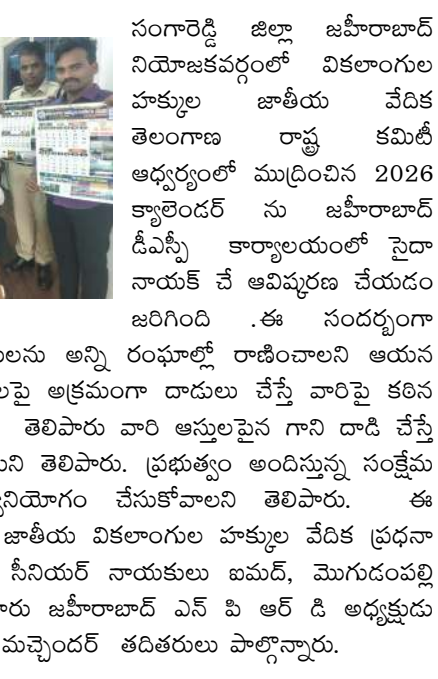 సంగారెడ్డి జిల్లా జహీరాబాద్
నియోజకవర్గంలో వికలాంగుల
హక్కుల జాతీయ వేదిక
తెలంగాణ రాష్ట్ర కమిటీ
ఆధ్వర్యంలో ముద్రించిన 2026
క్యాలెండర్ ను జహీరాబాద్
డీఎస్పీ కార్యాలయంలో సైదా
నాయక్ చే ఆవిష్కరణ చేయడం
జరిగింది .ఈ సందర్భంగా
లను అన్ని రంఘాల్లో రాణించాలని ఆయన
లపై అక్రమంగా దాడులు చేస్తే వారిపై కఠిన
తెలిపారు వారి ఆస్తులపైన గాని దాడి చేస్తే
ని తెలిపారు. ప్రభుత్వం అందిస్తున్న సంక్షేమ
నియోగం చేసుకోవాలని తెలిపారు. ఈ
జాతీయ వికలాంగుల హక్కుల వేదిక ప్రధనా
సీనియర్ నాయకులు ఐమద్, మొగుడంపల్లి
రు జహీరాబాద్ ఎన్ పి ఆర్ డి అధ్యక్షుడు
మచ్చెందర్ తదితరులు పాల్గొన్నారు.